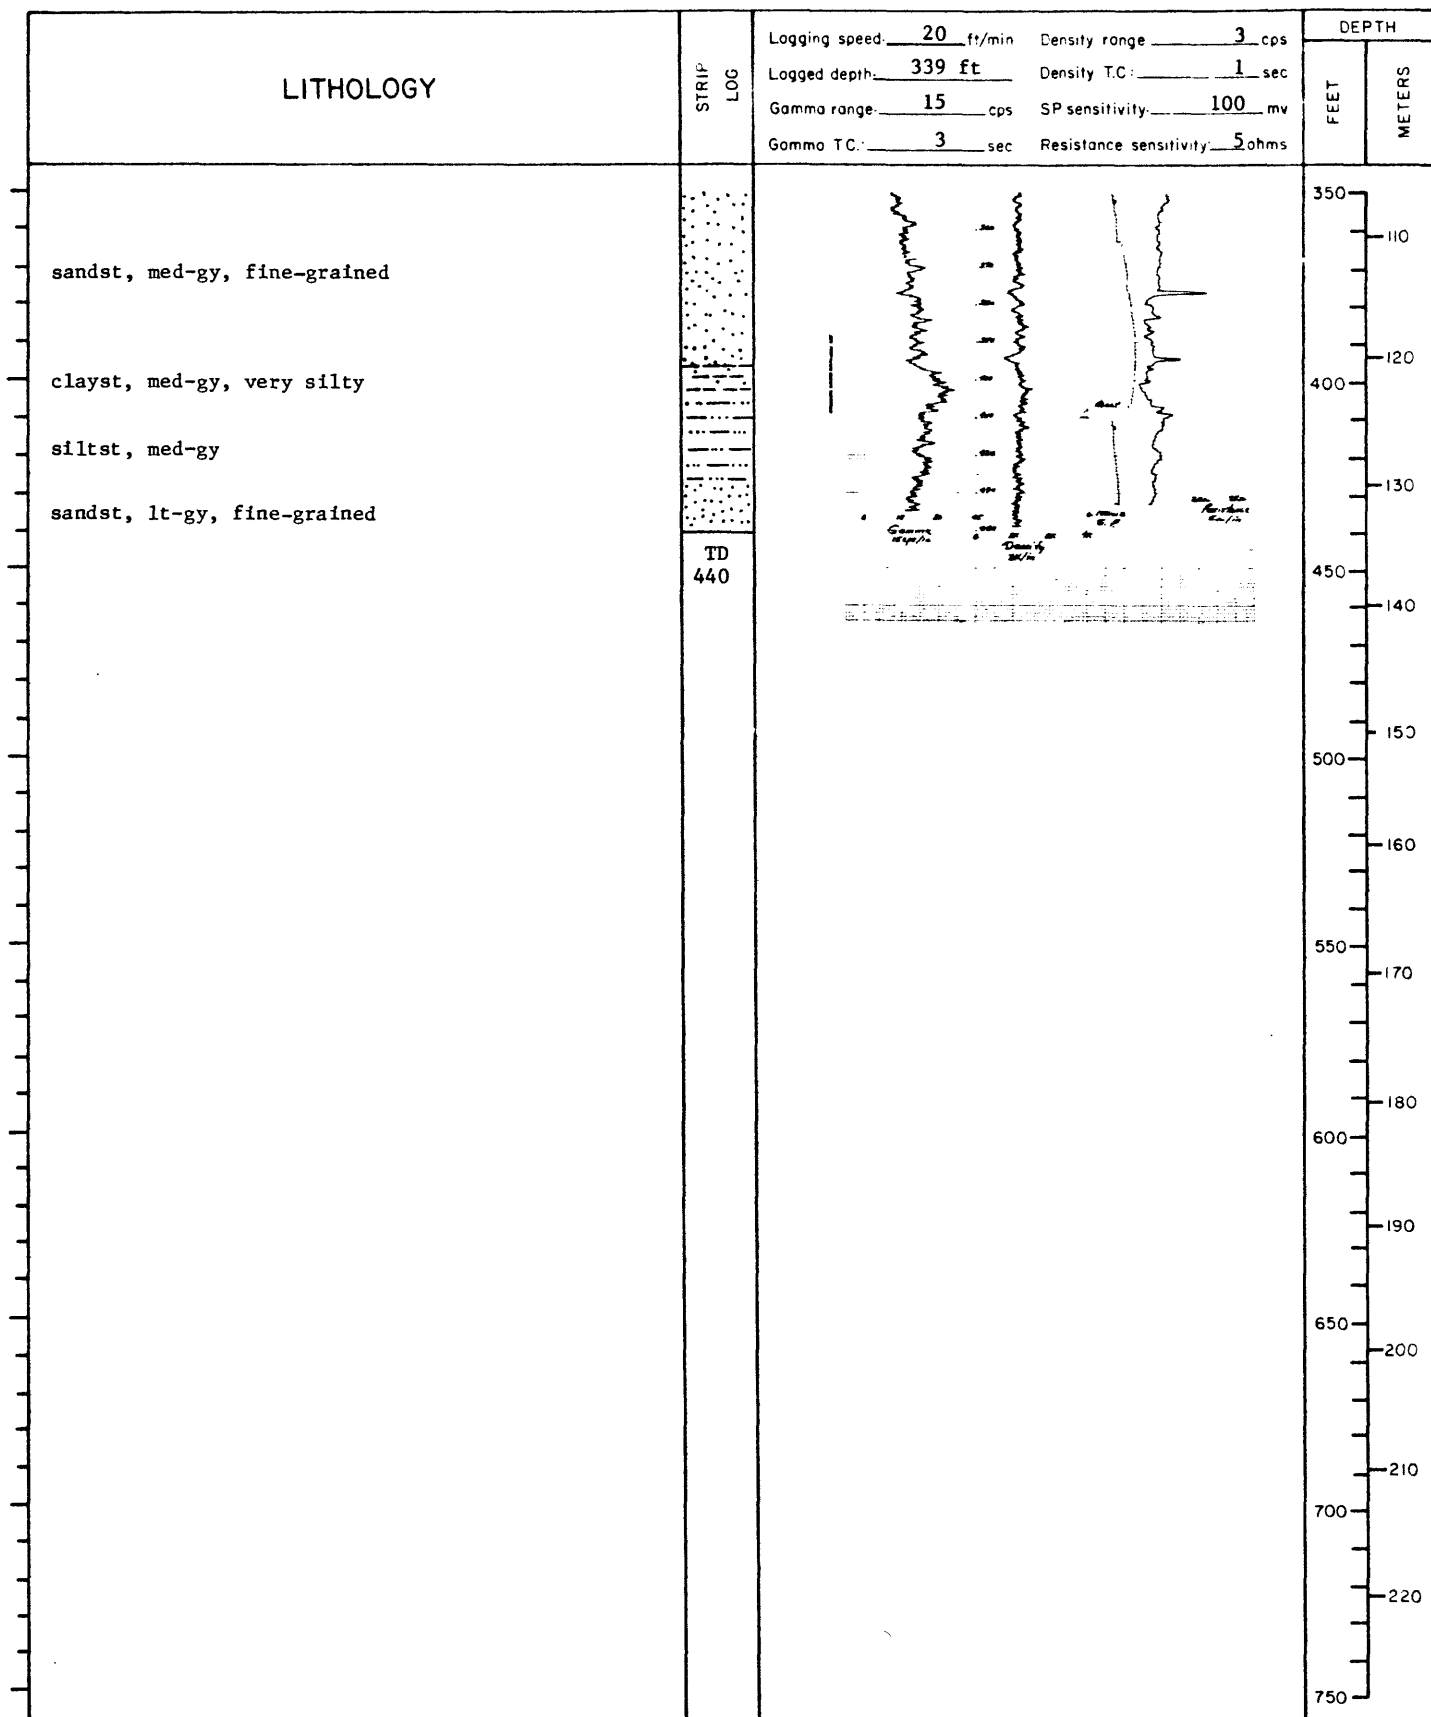 LITHOLOGY
STRIP LOG
Logging speed: 20 ft/min
Density range 3 cps
Logged depth: 339 ft
Density T.C.: 1 sec
Gamma range: 15 cps
SP sensitivity: 100 mv
Gamma T.C.: 3 sec
Resistance sensitivity: 5 ohms
DEPTH
FEET
METERS
350
110
sandst, med-gy, fine-grained
120
clayst, med-gy, very silty
400
siltst, med-gy
130
sandst, lt-gy, fine-grained
Gamma
Density
Resistance
S.P.
TD
440
450
140
150
500
160
550
170
180
600
190
650
200
210
700
220
750